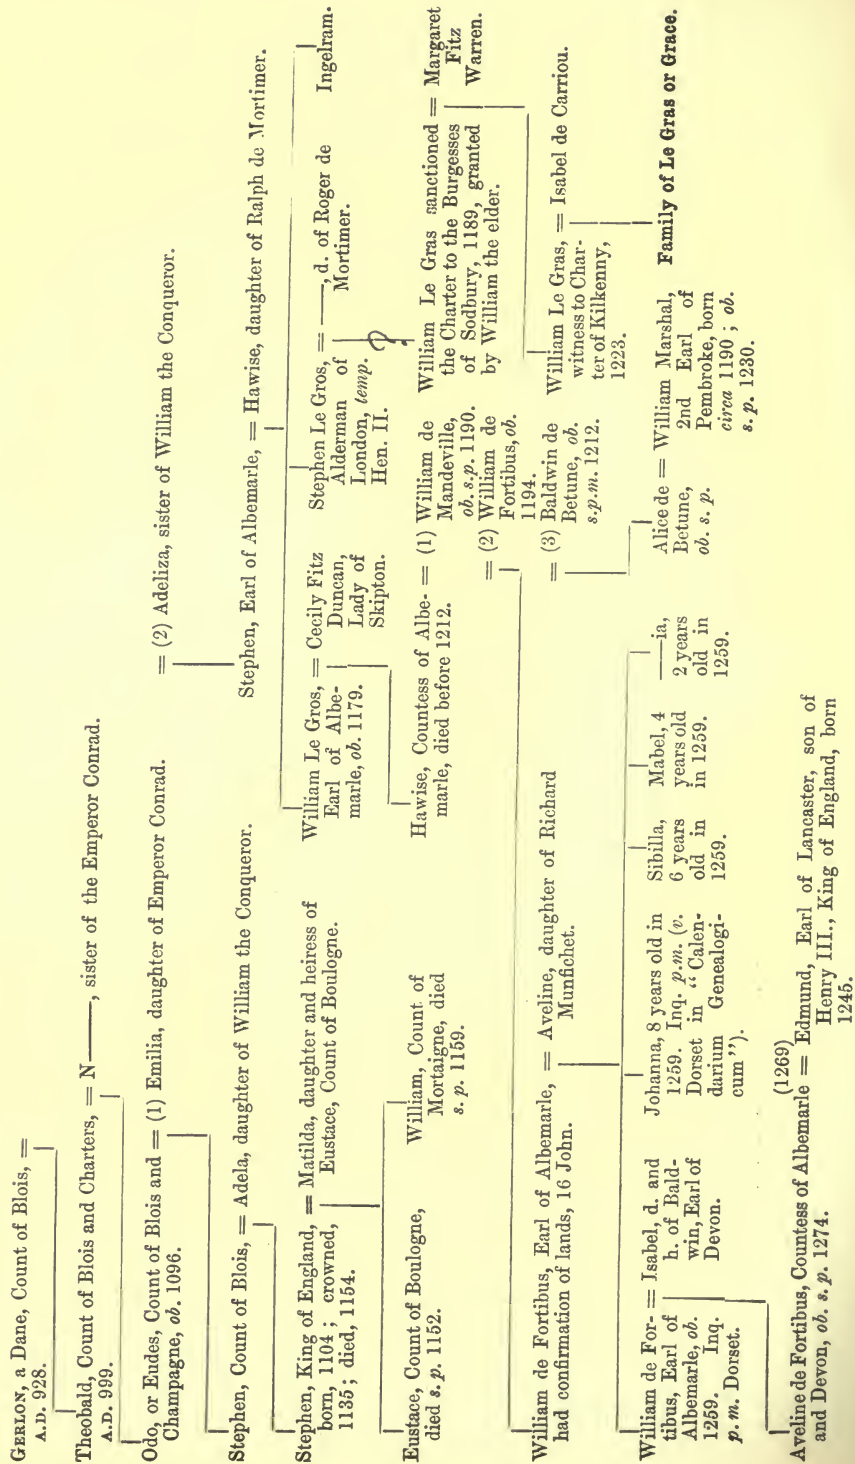 GERLON, a Dane, Count of Blois, =
A.D. 928.
Theobald, Count of Blois and Charters, = N——, sister of the Emperor Conrad.
A.D. 999.
Odo, or Eudes, Count of Blois and = (1) Emilia, daughter of Emperor Conrad.
Champagne, ob. 1096.
= (2) Adeliza, sister of William the Conqueror.
Stephen, Count of Blois, = Adela, daughter of William the Conqueror.
Stephen, Earl of Albemarle, = Hawise, daughter of Ralph de Mortimer.
Stephen, King of England, = Matilda, daughter and heiress of
born, 1104; crowned,
1135; died, 1154.
Eustace, Count of Boulogne.
William Le Gros, = Cecily Fitz
Earl of Albe-
marle, ob. 1179.
Duncan,
Lady of
Skipton.
Stephen Le Gros, = ——, d. of Roger de
Alderman of
London, temp.
Hen. II.
Mortimer.
Ingelram.
?
Eustace, Count of Boulogne,
died s.p. 1152.
William, Count of
Mortaigne, died
s.p. 1159.
Hawise, Countess of Albe- = (1) William de
marle, died before 1212.
Mandeville,
ob. s.p. 1190.
= (2) William de
Fortibus, ob.
1194.
= (3) Baldwin de
Betune, ob.
s.p.m. 1212.
William Le Gras sanctioned = Margaret
the Charter to the Burgesses
of Sodbury, 1189, granted
by William the elder.
Fitz
Warren.
William de Fortibus, Earl of Albemarle, = Aveline, daughter of Richard
had confirmation of lands, 16 John.
Munfichet.
William Le Gras, = Isabel de Carriou.
witness to Char-
ter of Kilkenny,
1223.
William de For- = Isabel, d. and
tibus, Earl of
Albemarle, ob.
1259. Inq.
p.m. Dorset.
h. of Bald-
win, Earl of
Devon.
Johanna, 8 years old in
1259. Inq. p.m. (v.
Dorset in "Calen-
darium Genealogi-
cum").
Sibilla,
6 years
old in
1259.
Mabel, 4
years old
in 1259.
——ia,
2 years
old in
1259.
Alice de = William Marshal,
Betune,
ob. s. p.
2nd Earl of
Pembroke, born
circa 1190; ob.
s.p. 1230.
Family of Le Gras or Grace.
(1269)
Aveline de Fortibus, Countess of Albemarle = Edmund, Earl of Lancaster, son of
and Devon, ob. s.p. 1274.
Henry III., King of England, born
1245.